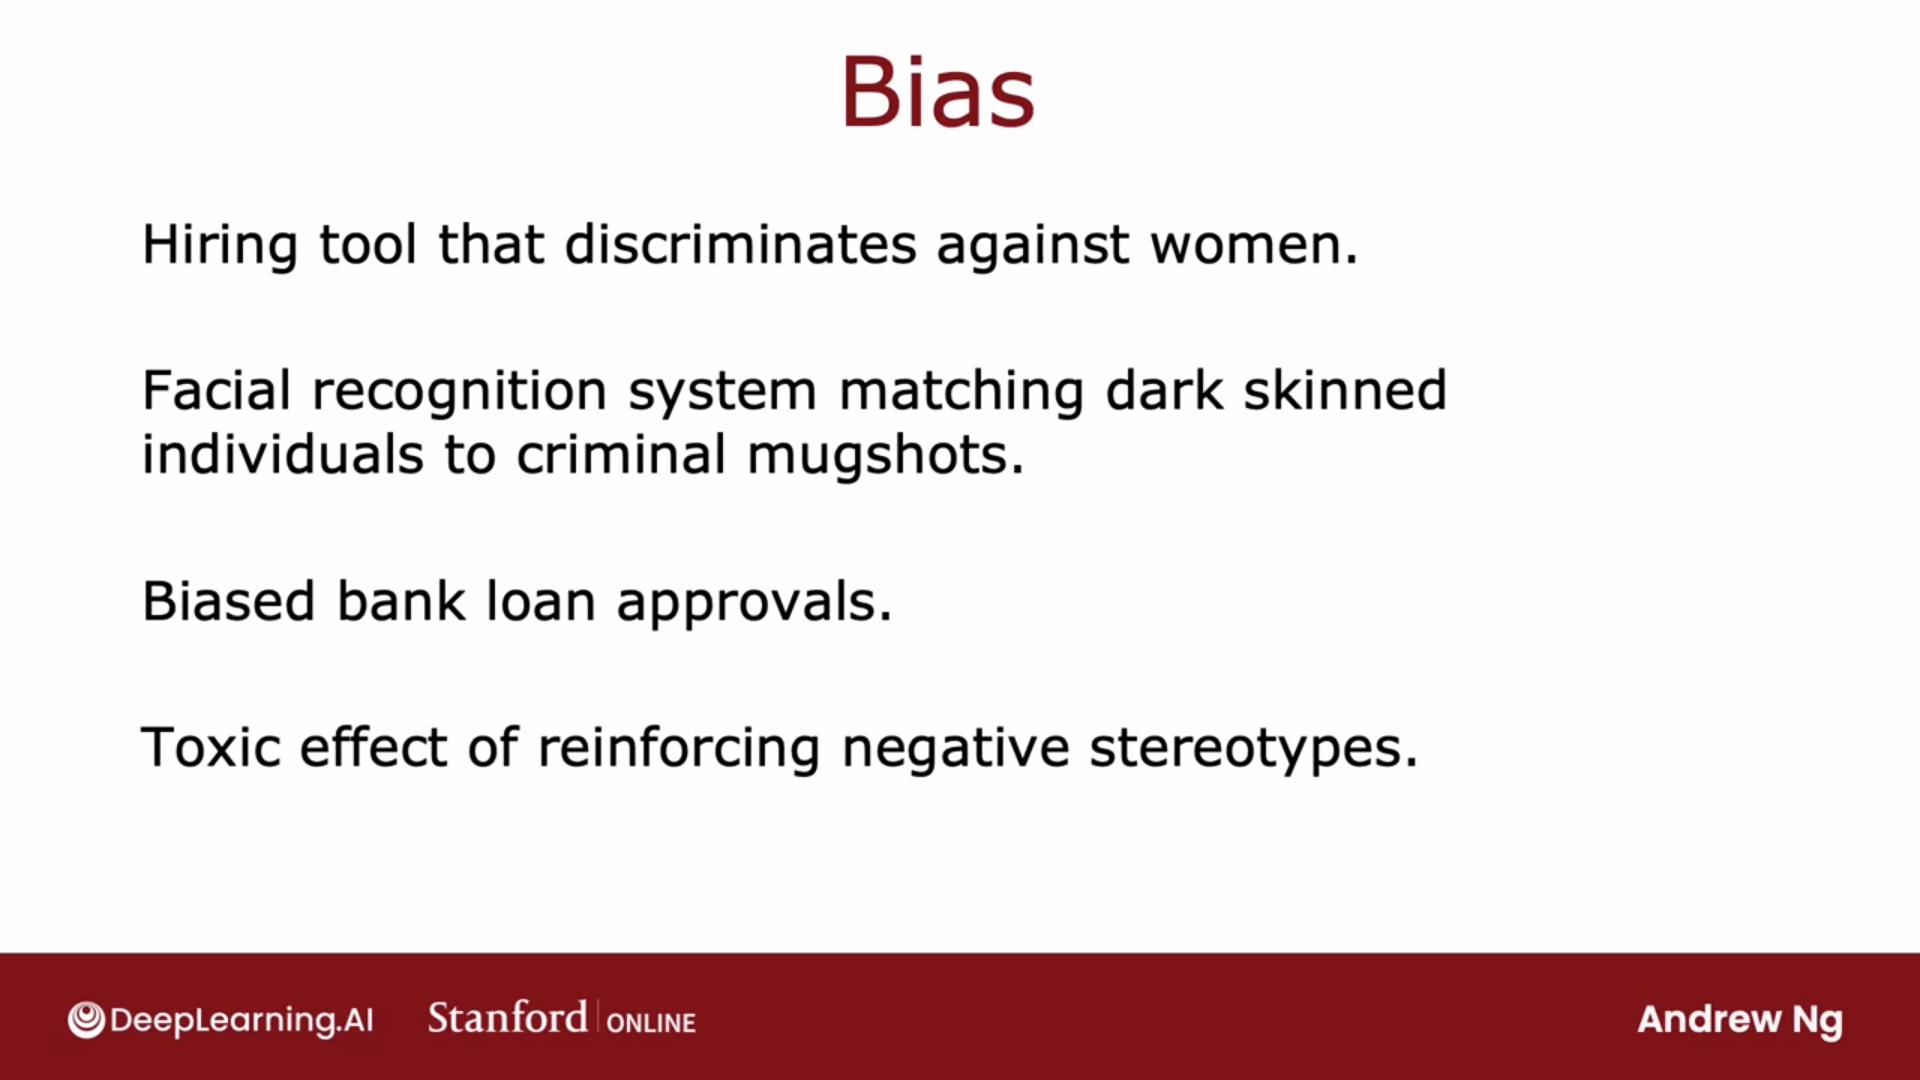 Bias
Hiring tool that discriminates against women.
Facial recognition system matching dark skinned
individuals to criminal mugshots.
Biased bank loan approvals.
Toxic effect of reinforcing negative stereotypes.
DeepLearning.AI Stanford ONLINE Andrew Ng